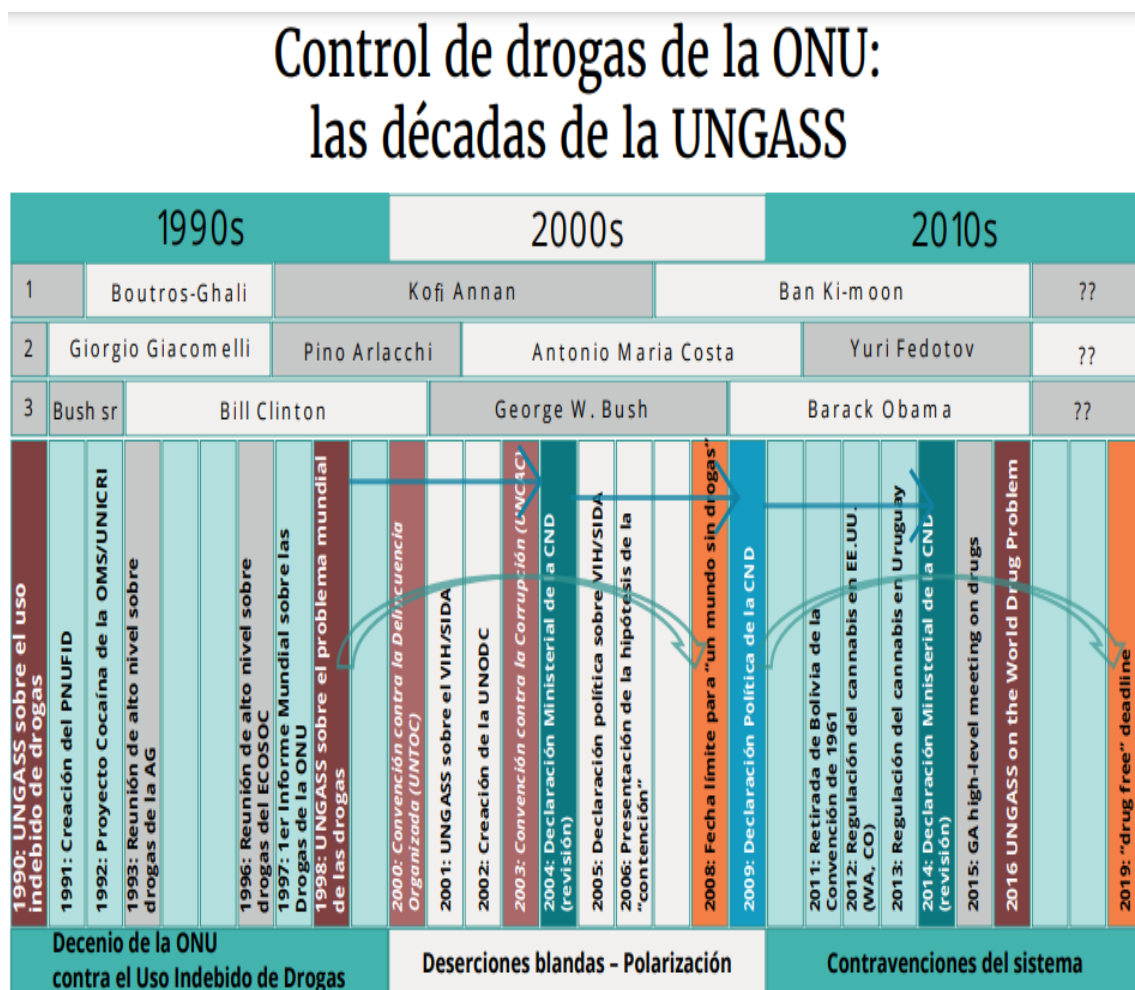 Control de drogas de la ONU:
las décadas de la UNGASS
1990s
2000s
2010s
1
Boutros-Ghali
Kofi Annan
Ban Ki-moon
??
2
Giorgio Giacomelli
Pino Arlacchi
Antonio Maria Costa
Yuri Fedotov
??
3
Bush sr
Bill Clinton
George W. Bush
Barack Obama
??
1990: UNGASS sobre el uso
indebido de drogas
1991: Creación del PNUFID
1992: Proyecto Cocaína de la OMS/UNICRI
1993: Reunión de alto nivel sobre
drogas de la AG
1996: Reunión de alto nivel sobre
drogas del ECOSOC
1997: 1er Informe Mundial sobre las
Drogas de la ONU
1998: UNGASS sobre el problema mundial
de las drogas
2000: Convención contra la Delincuencia
Organizada (UNTOC)
2001: UNGASS sobre el VIH/SIDA
2002: Creación de la UNODC
2003: Convención contra la Corrupción (UNCAC)
2004: Declaración Ministerial de la CND
(revisión)
2005: Declaración política sobre VIH/SIDA
2006: Presentación de la hipótesis de la
“contención”
2008: Fecha límite para “un mundo sin drogas”
2009: Declaración Política de la CND
2011: Retirada de Bolivia de la
Convención de 1961
2012: Regulación del cannabis en EE.UU.
(WA, CO)
2013: Regulación del cannabis en Uruguay
2014: Declaración Ministerial de la CND
(revisión)
2015: GA high-level meeting on drugs
2016 UNGASS on the World Drug Problem
2019: “drug free” deadline
Decenio de la ONU
contra el Uso Indebido de Drogas
Deserciones blandas – Polarización
Contravenciones del sistema